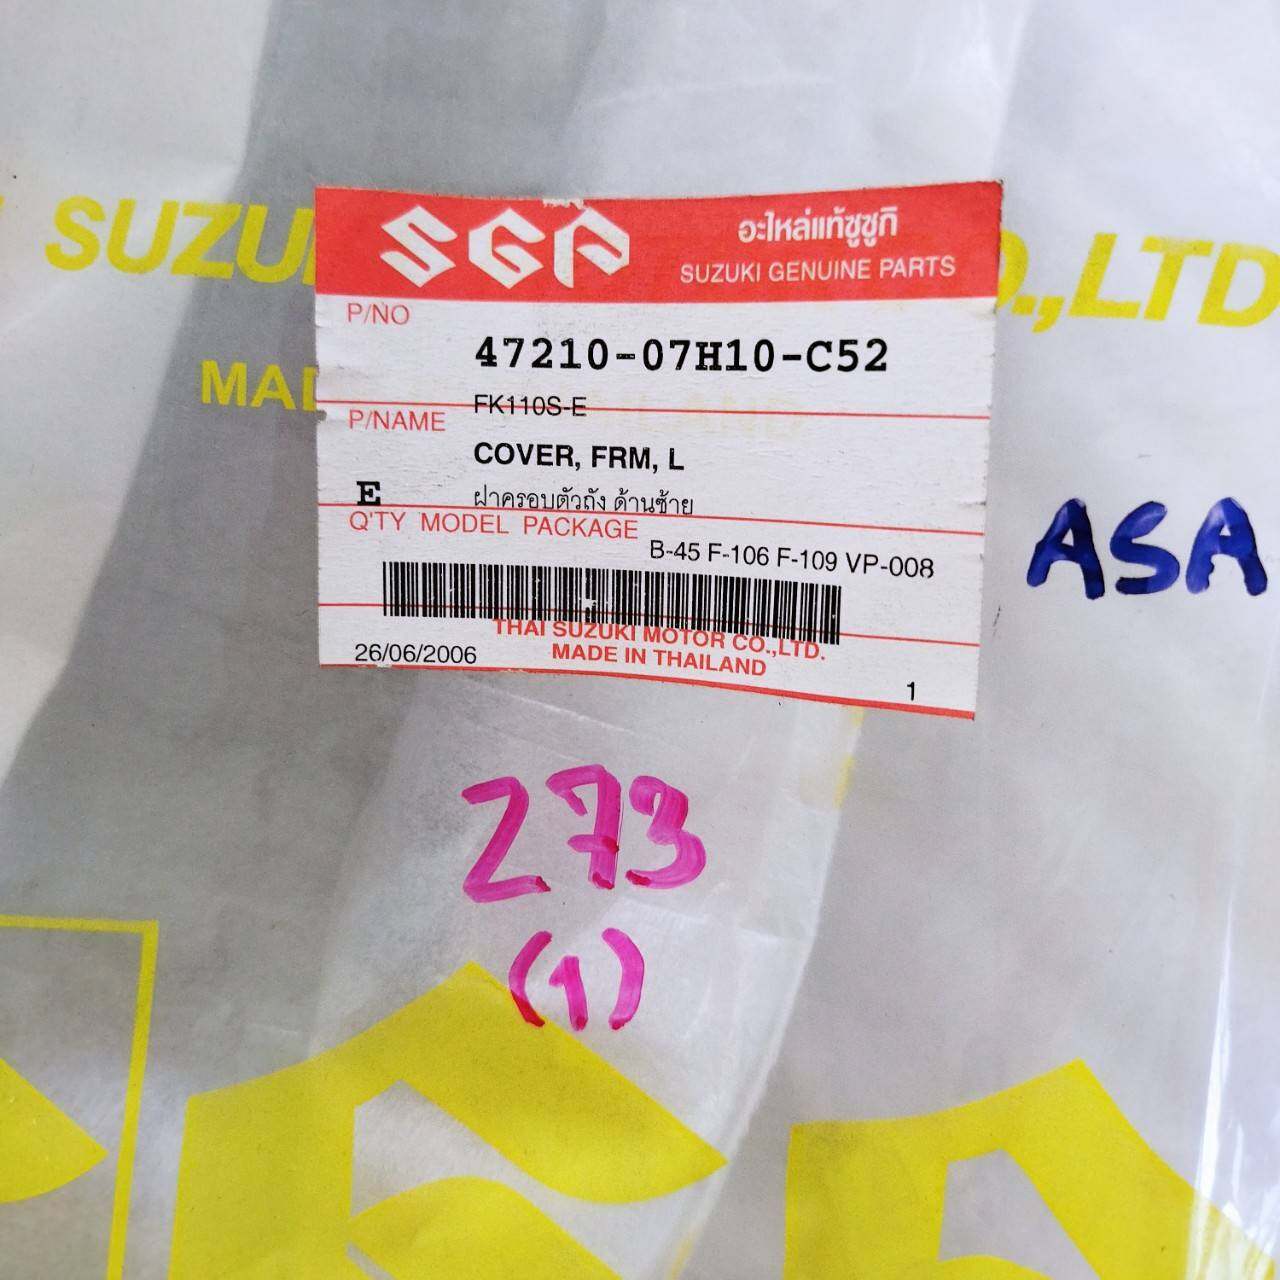 SGP
อะไหล่แท้ซูซูกิ
SUZUKI GENUINE PARTS
SUZU
O.,LTD
MAD
P/NO
47210-07H10-C52
FK110S-E
P/NAME
COVER, FRM, L
E
ฝาครอบตัวถัง ด้านซ้าย
Q'TY MODEL PACKAGE
B-45 F-106 F-109 VP-008
THAI SUZUKI MOTOR CO.,LTD.
26/06/2006
MADE IN THAILAND
1
ASA
273
(1)